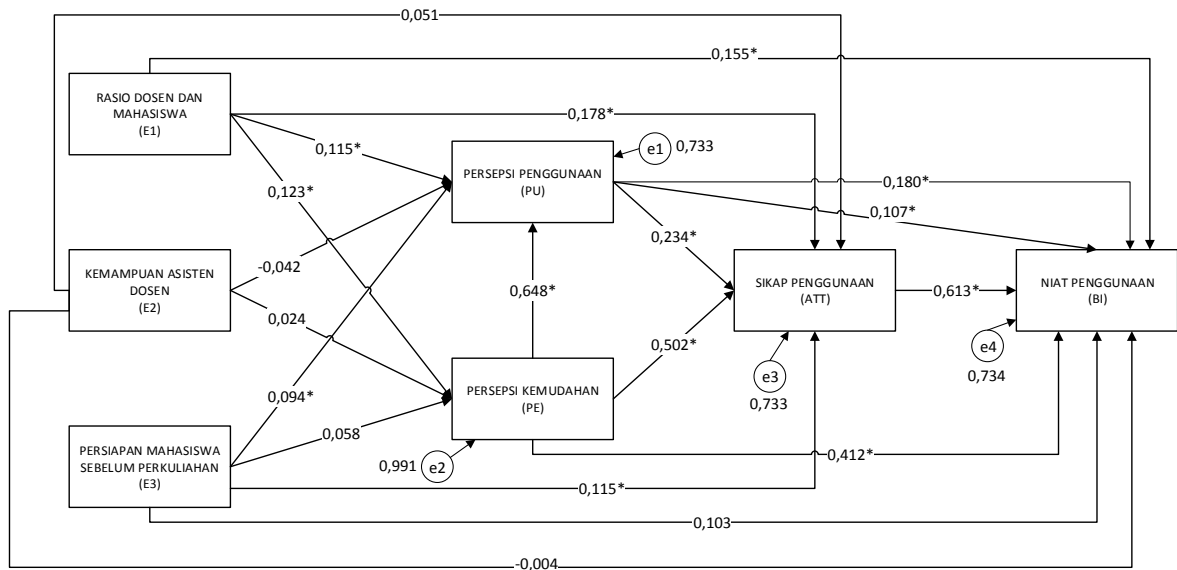 0,051
0,155*
RASIO DOSEN DAN
MAHASISWA
(E1)
0,178*
0,115*
e1
0,733
PERSEPSI PENGGUNAAN
(PU)
0,123*
0,180*
0,107*
0,234*
KEMAMPUAN ASISTEN
DOSEN
(E2)
-0,042
SIKAP PENGGUNAAN
(ATT)
0,613*
NIAT PENGGUNAAN
(BI)
0,648*
0,024
0,502*
e3
0,733
e4
0,734
PERSEPSI KEMUDAHAN
(PE)
0,094*
0,058
PERSIAPAN MAHASISWA
SEBELUM PERKULIAHAN
(E3)
0,991
e2
0,412*
0,115*
0,103
-0,004